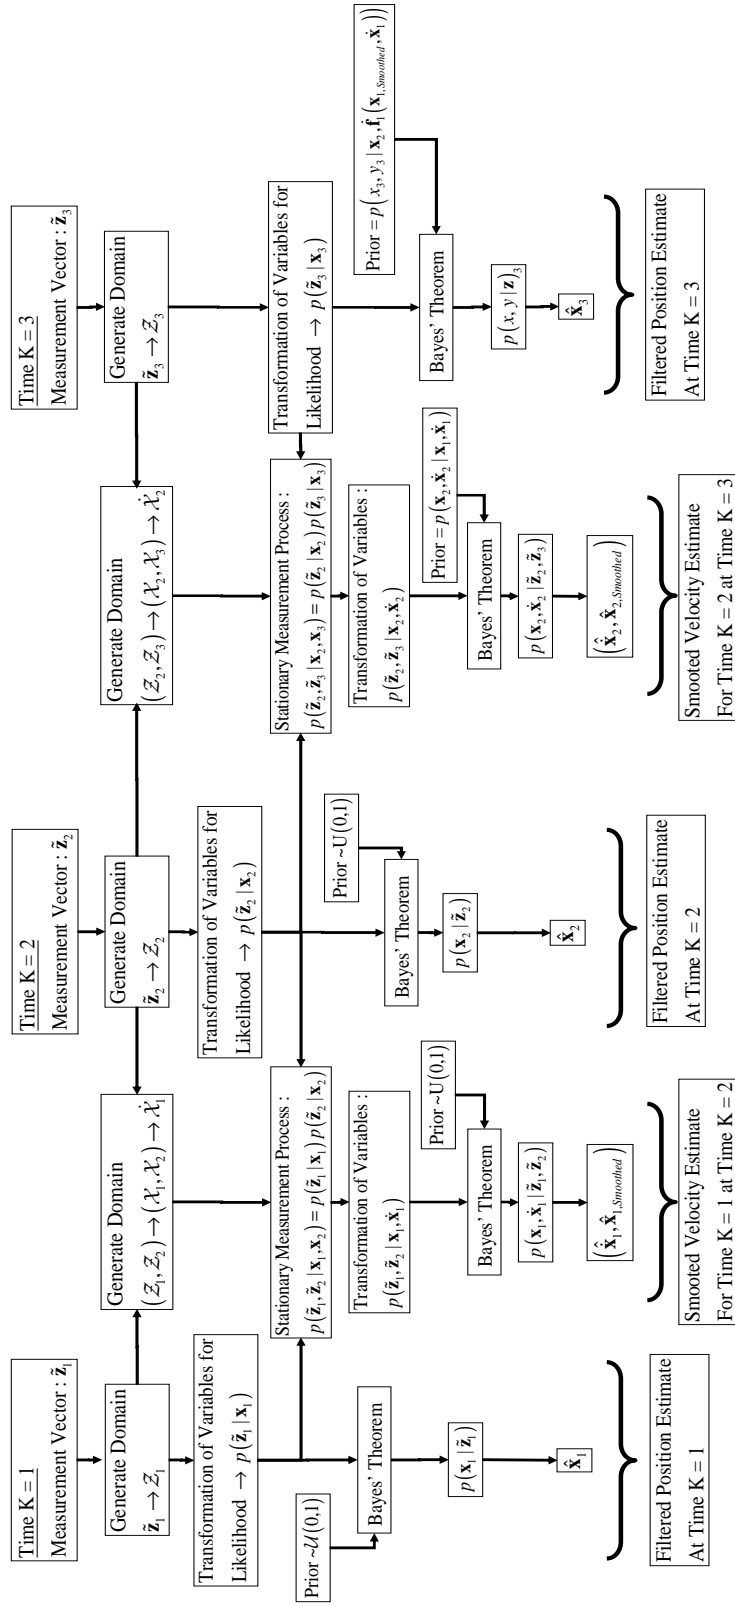 Time K = 1
Measurement Vector : z̃₁
Generate Domain
z̃₁ → 𝒵₁
Transformation of Variables for
Likelihood → p(z̃₁ | x₁)
Prior ~𝒰(0,1)
Bayes' Theorem
p(x₁ | z̃₁)
x̂₁
Filtered Position Estimate
At Time K = 1
Generate Domain
(𝒵₁, 𝒵₂) → (𝒳₁, 𝒳₂) → 𝒳̇₁
Stationary Measurement Process :
p(z̃₁, z̃₂ | x₁, x₂) = p(z̃₁ | x₁) p(z̃₂ | x₂)
Transformation of Variables :
p(z̃₁, z̃₂ | x₁, ẋ₁)
Prior ~U(0,1)
Bayes' Theorem
p(x₁, ẋ₁ | z̃₁, z̃₂)
(ẋ̂₁, x̂₁,Smoothed)
Smooted Velocity Estimate
For Time K = 1 at Time K = 2
Time K = 2
Measurement Vector : z̃₂
Generate Domain
z̃₂ → 𝒵₂
Transformation of Variables for
Likelihood → p(z̃₂ | x₂)
Prior ~U(0,1)
Bayes' Theorem
p(x₂ | z̃₂)
x̂₂
Filtered Position Estimate
At Time K = 2
Generate Domain
(𝒵₂, 𝒵₃) → (𝒳₂, 𝒳₃) → 𝒳̇₂
Stationary Measurement Process :
p(z̃₂, z̃₃ | x₂, x₃) = p(z̃₂ | x₂) p(z̃₃ | x₃)
Transformation of Variables :
p(z̃₂, z̃₃ | x₂, ẋ₂)
Prior = p(x₂, ẋ₂ | x₁, ẋ₁)
Bayes' Theorem
p(x₂, ẋ₂ | z̃₂, z̃₃)
(ẋ̂₂, x̂₂,Smoothed)
Smooted Velocity Estimate
For Time K = 2 at Time K = 3
Time K = 3
Measurement Vector : z̃₃
Generate Domain
z̃₃ → 𝒵₃
Transformation of Variables for
Likelihood → p(z̃₃ | x₃)
Prior = p(x₃, y₃ | x₂, ḟ₁(x₁,Smoothed, ẋ₁))
Bayes' Theorem
p(x, y | z)₃
x̂₃
Filtered Position Estimate
At Time K = 3